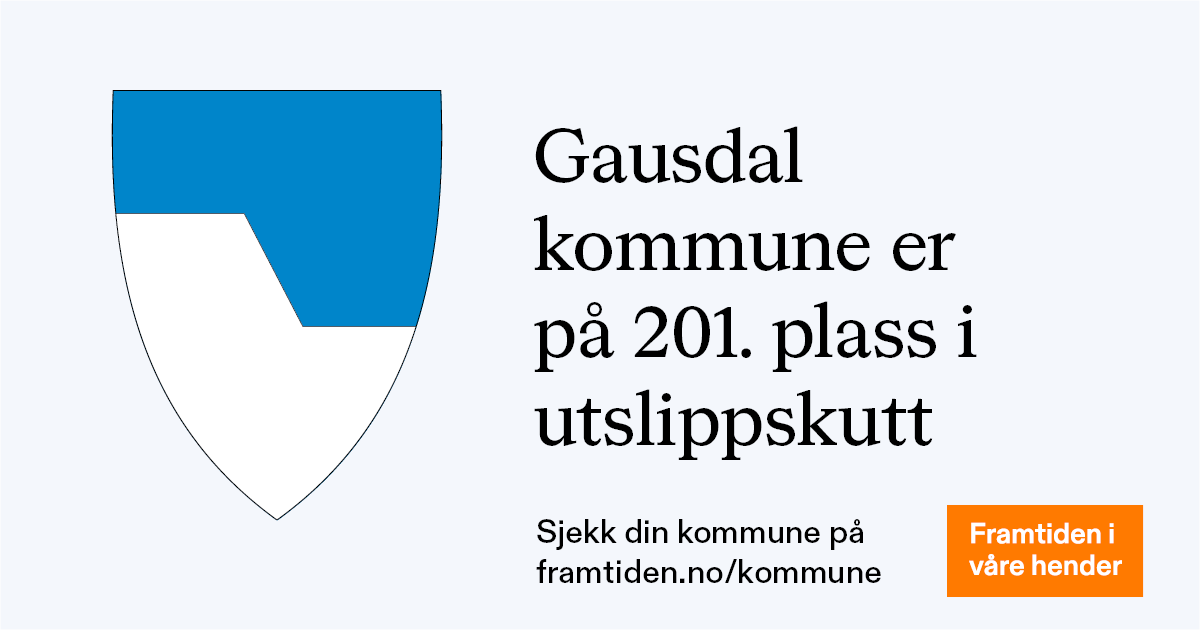 Gausdal
kommune er
på 201. plass i
utslippskutt
Sjekk din kommune på
framtiden.no/kommune
Framtiden i
våre hender